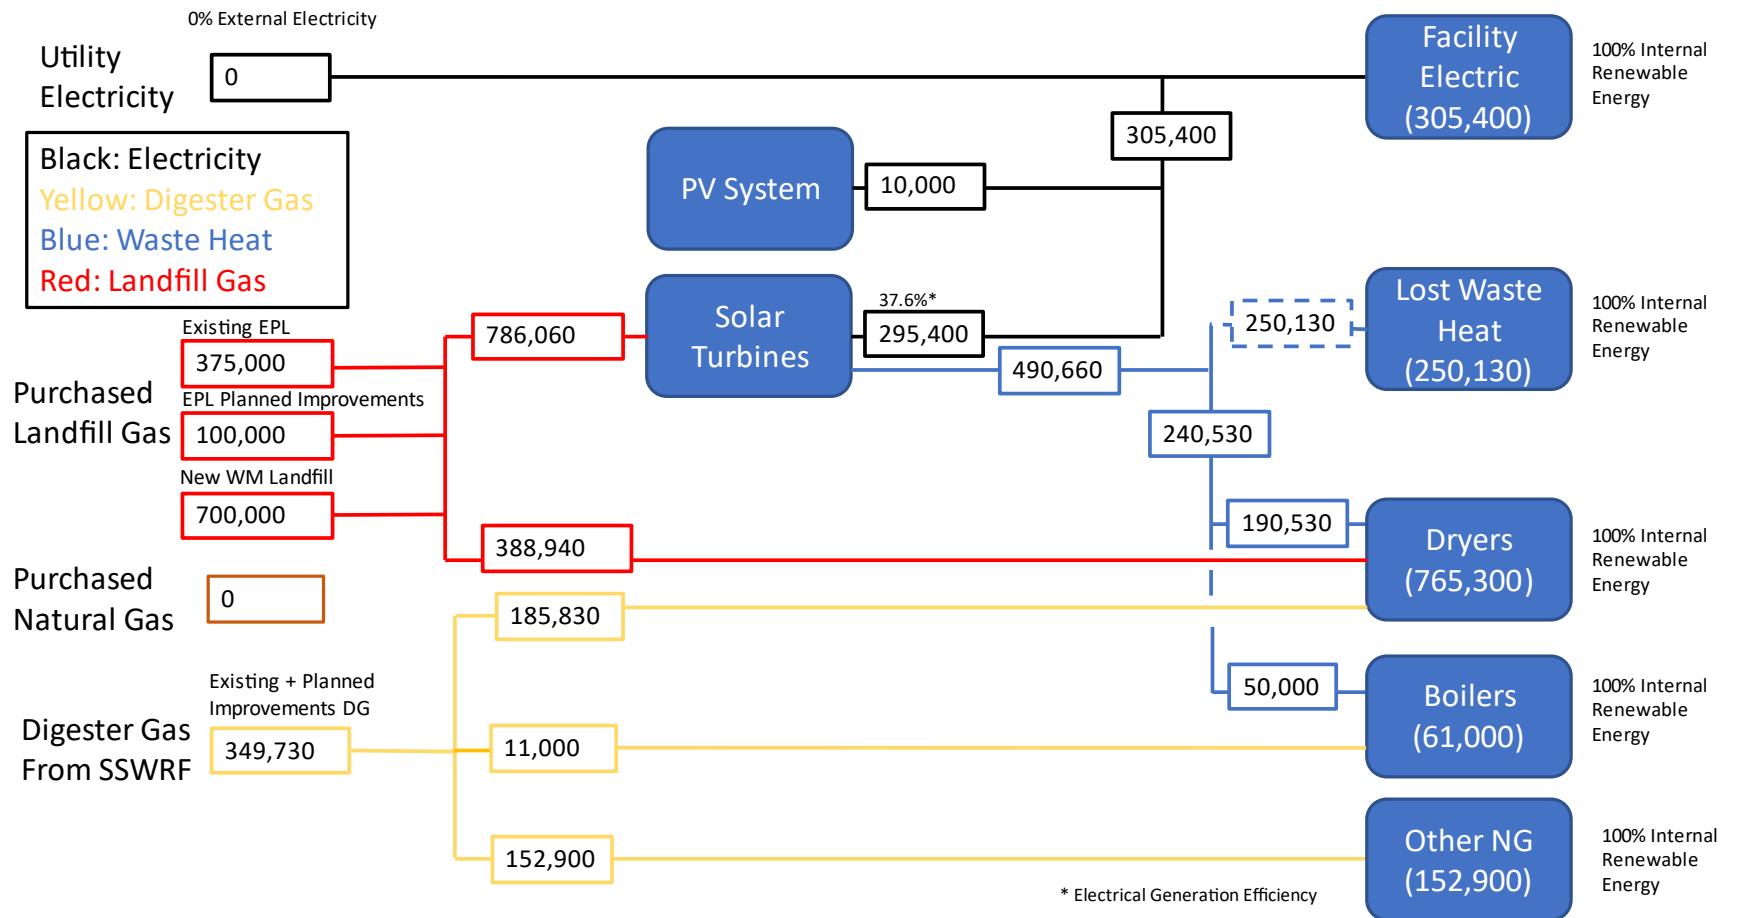 0% External Electricity
Utility
Electricity
0
Facility
Electric
(305,400)
100% Internal
Renewable
Energy
305,400
Black: Electricity
Yellow: Digester Gas
Blue: Waste Heat
Red: Landfill Gas
PV System
10,000
Solar
Turbines
37.6%*
295,400
490,660
250,130
Lost Waste
Heat
(250,130)
100% Internal
Renewable
Energy
Purchased
Landfill Gas
Existing EPL
375,000
EPL Planned Improvements
100,000
New WM Landfill
700,000
786,060
388,940
240,530
190,530
Dryers
(765,300)
100% Internal
Renewable
Energy
Purchased
Natural Gas
0
185,830
50,000
Boilers
(61,000)
100% Internal
Renewable
Energy
Digester Gas
From SSWRF
Existing + Planned
Improvements DG
349,730
11,000
152,900
Other NG
(152,900)
100% Internal
Renewable
Energy
* Electrical Generation Efficiency